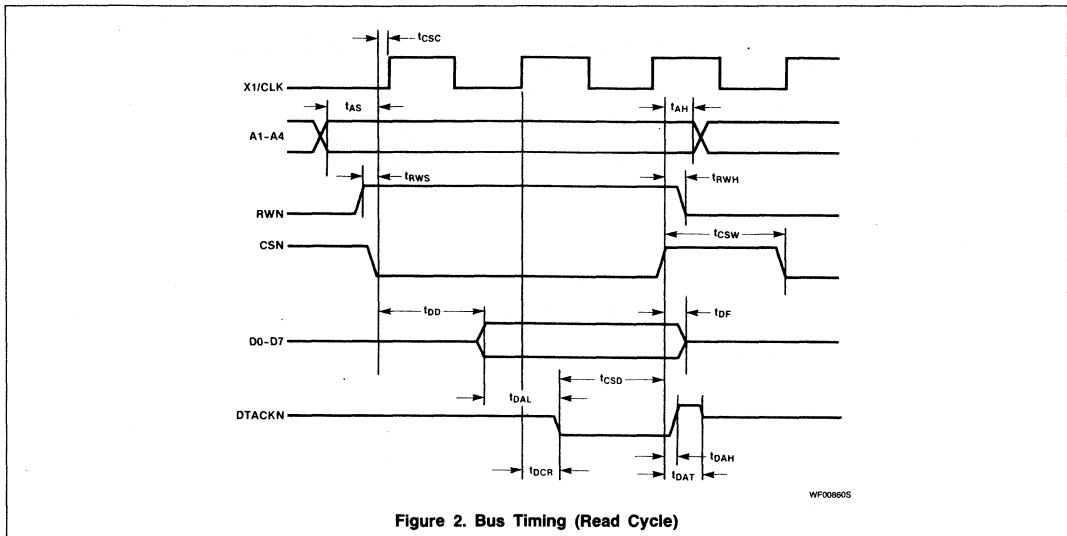 tCSC
X1/CLK
tAS
tAH
A1-A4
tRWS
tRWH
RWN
tCSW
CSN
tDD
tDF
D0-D7
tCSD
tDAL
DTACKN
tDAH
tDCR
tDAT
WF00860S
Figure 2. Bus Timing (Read Cycle)